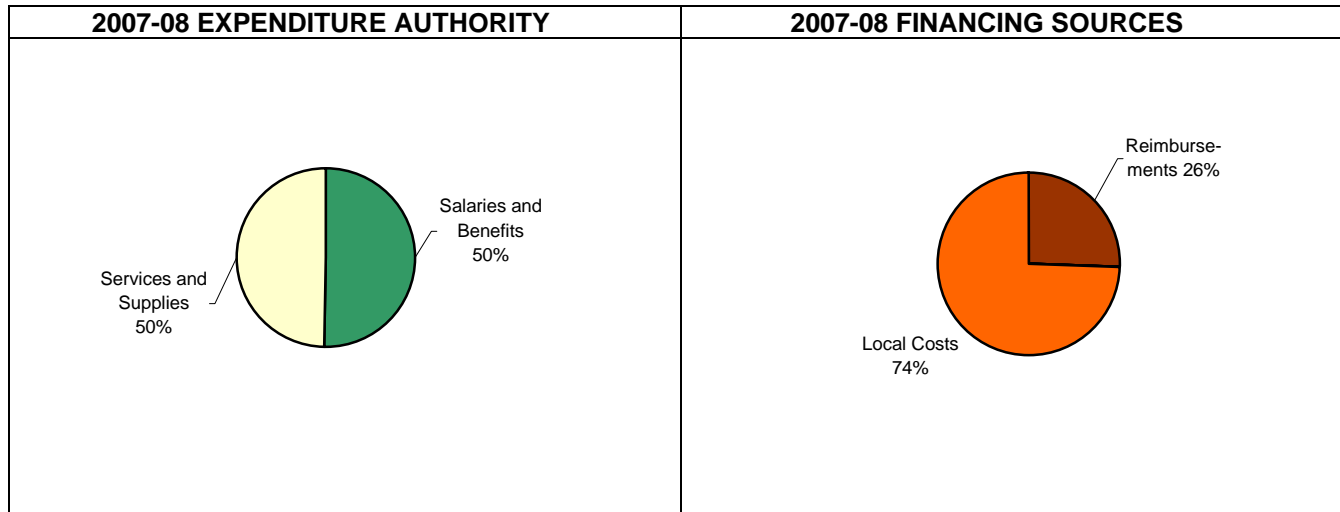 2007-08 EXPENDITURE AUTHORITY
2007-08 FINANCING SOURCES
Salaries and
Benefits
50%
Services and
Supplies
50%
Reimburse-
ments 26%
Local Costs
74%